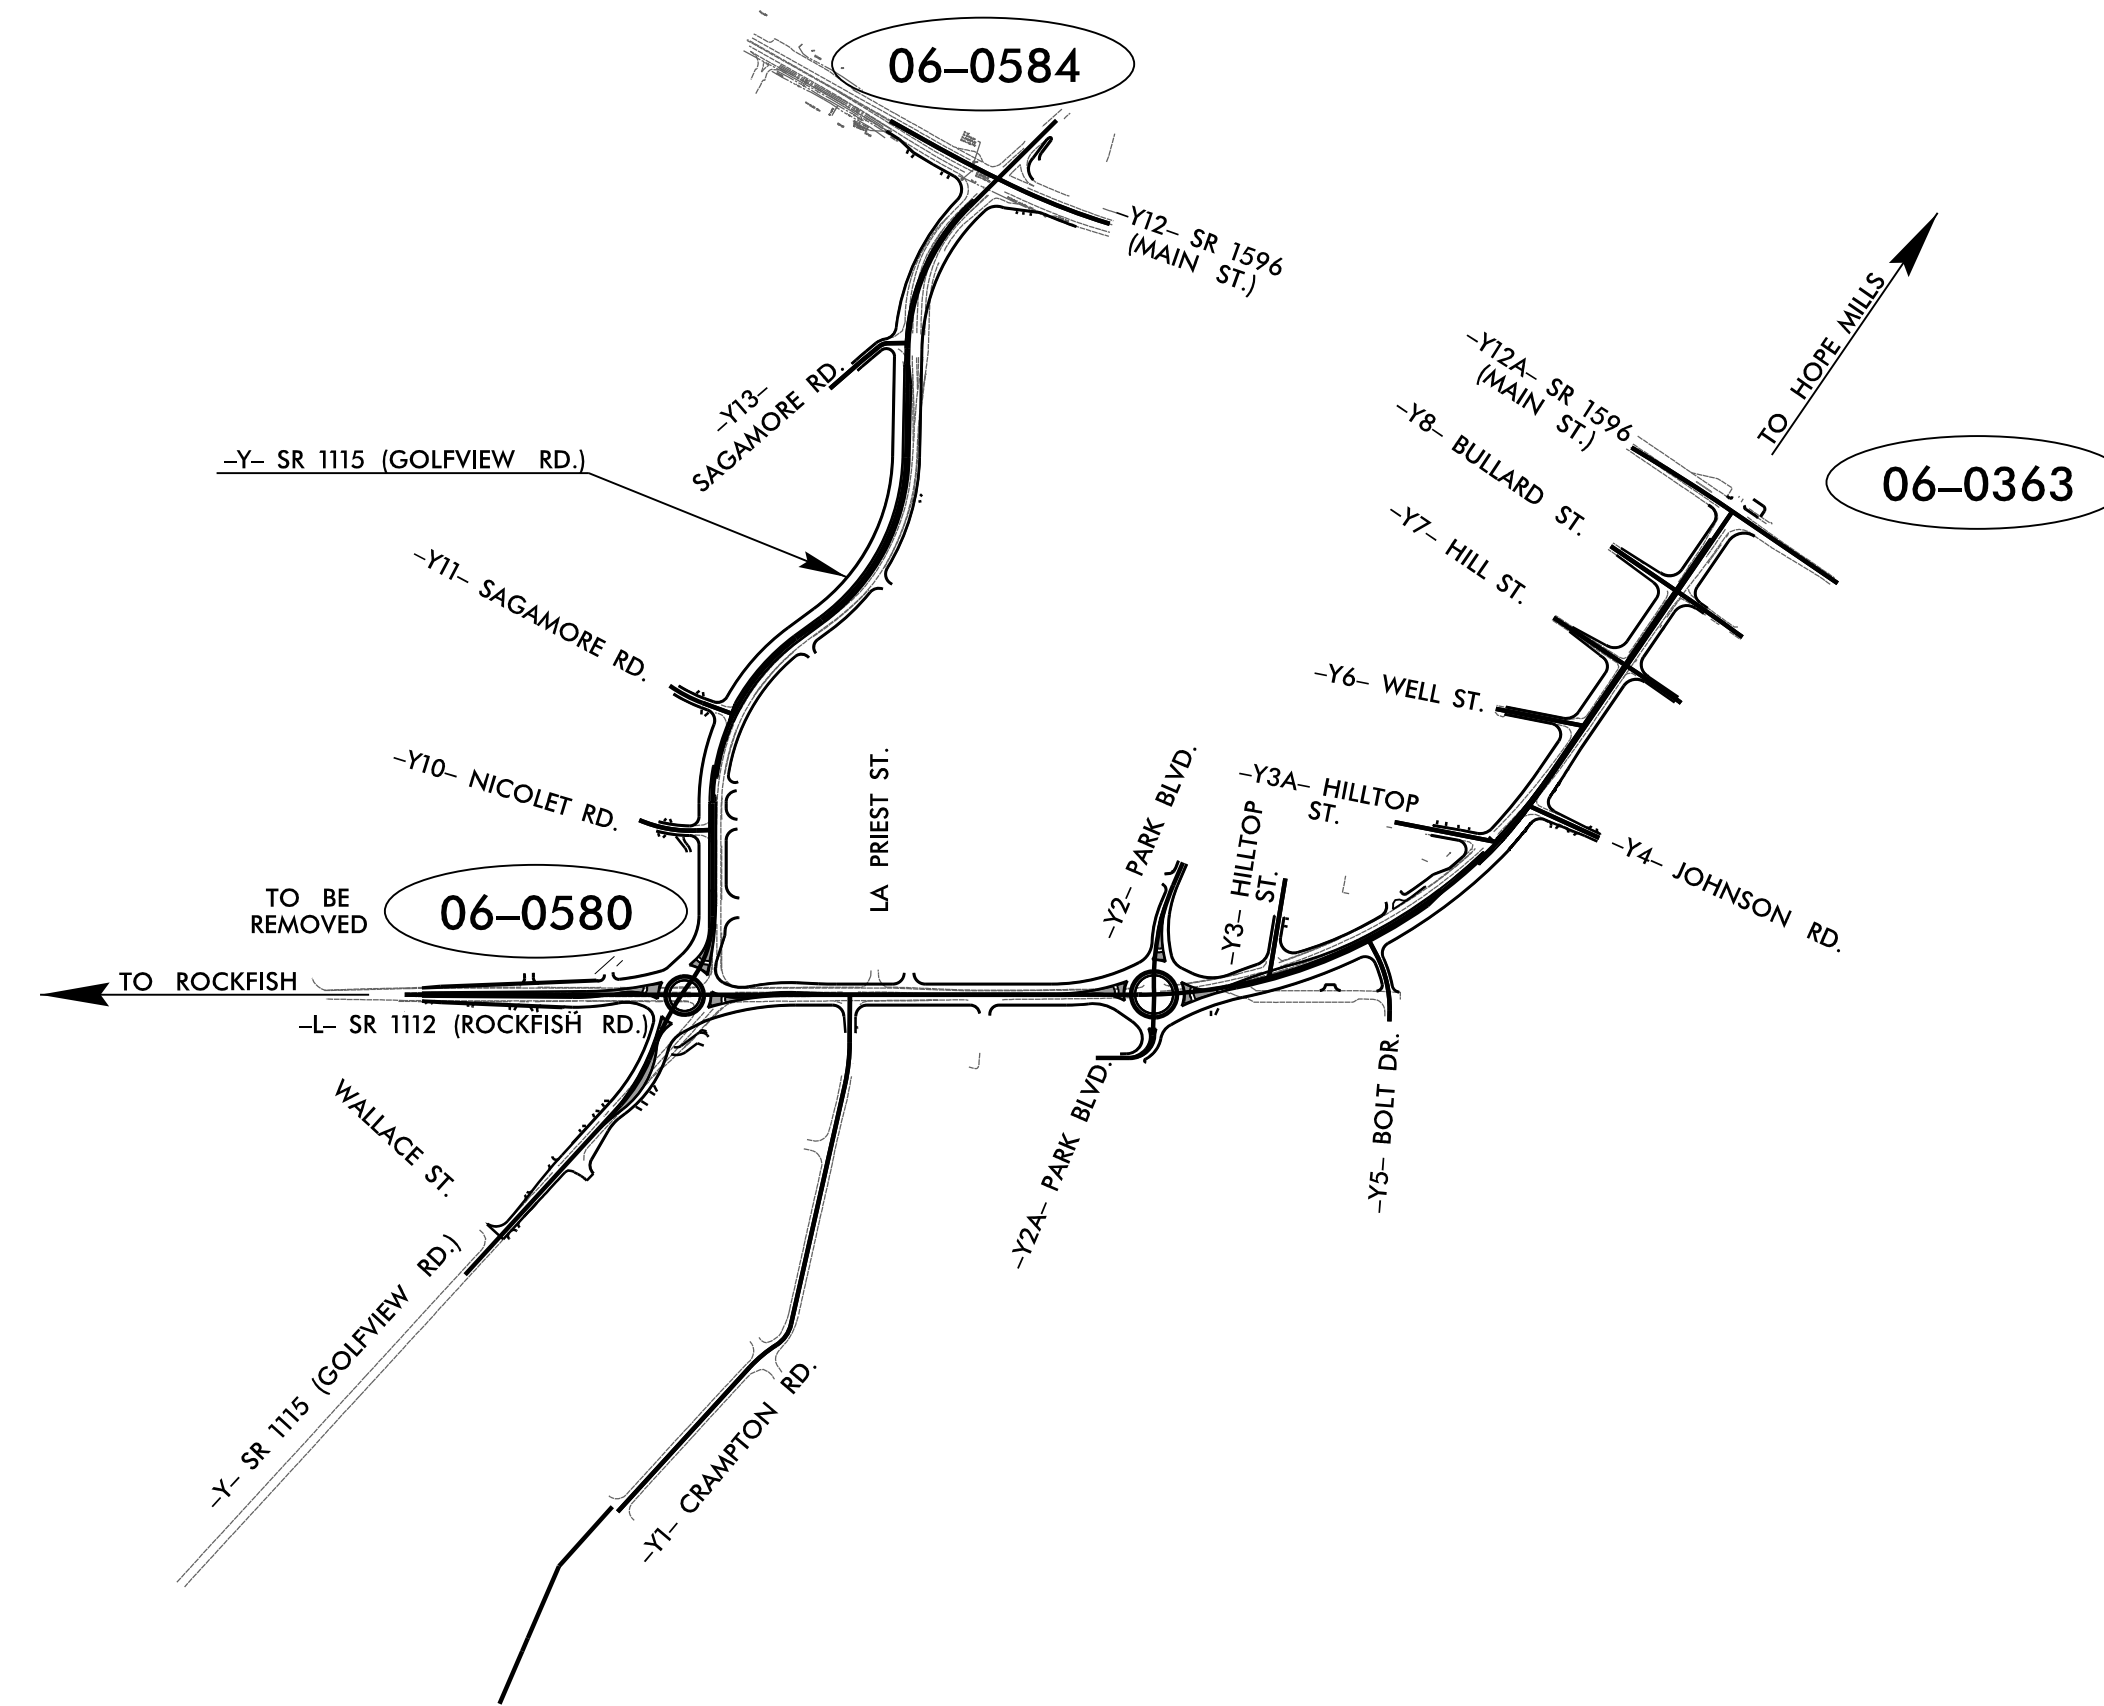 06–0584
–Y12– SR 1596
(MAIN ST.)
TO HOPE MILLS
–Y12A– SR 1596
(MAIN ST.)
–Y13–
SAGAMORE RD.
–Y8– BULLARD ST.
–Y– SR 1115 (GOLFVIEW RD.)
06–0363
–Y7– HILL ST.
–Y11– SAGAMORE RD.
–Y6– WELL ST.
–Y10– NICOLET RD.
LA PRIEST ST.
–Y2– PARK BLVD.
–Y3A– HILLTOP
ST.
–Y3– HILLTOP
ST.
–Y4– JOHNSON RD.
TO BE
REMOVED
06–0580
TO ROCKFISH
–L– SR 1112 (ROCKFISH RD.)
WALLACE ST.
–Y2A– PARK BLVD.
–Y5– BOLT DR.
–Y– SR 1115 (GOLFVIEW RD.)
–Y1– CRAMPTON RD.